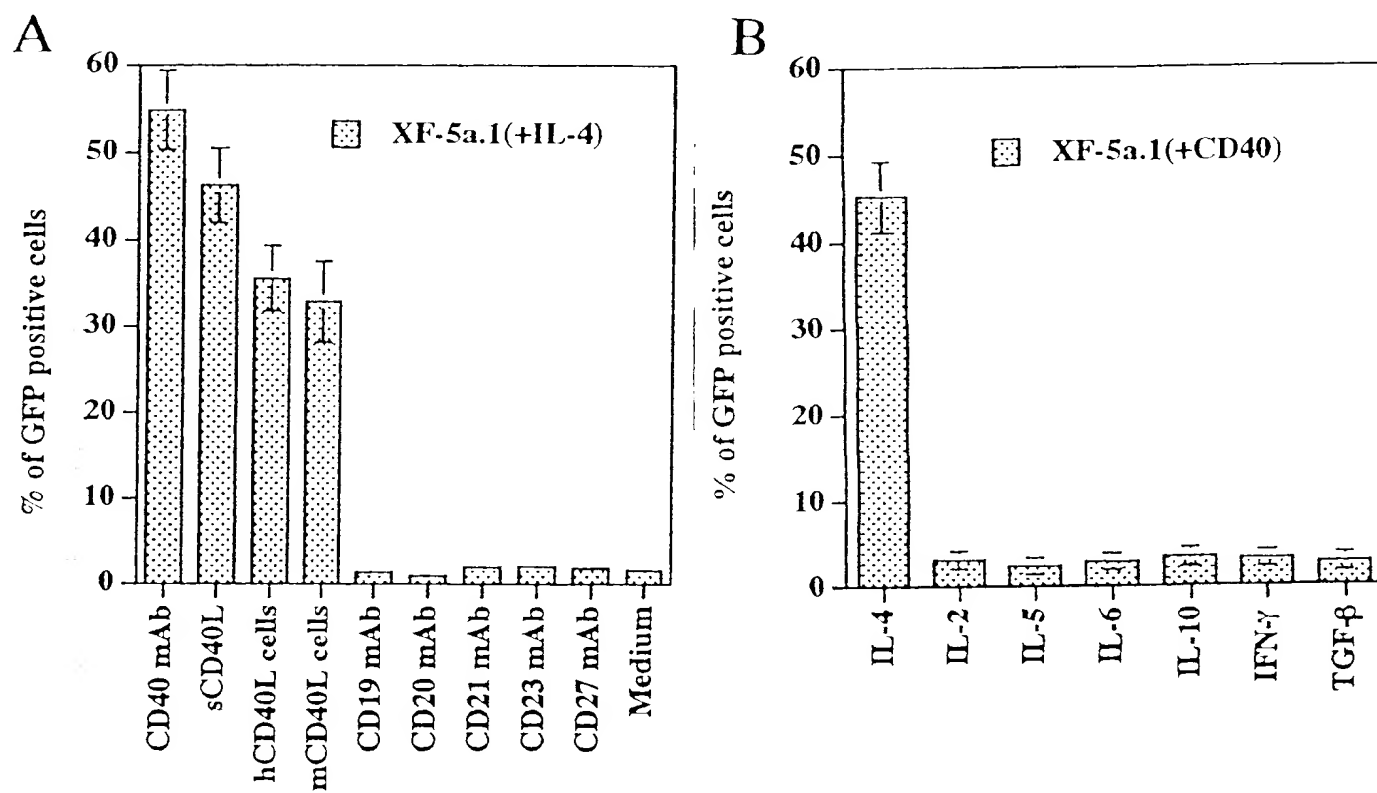 A
% of GFP positive cells
60
50
40
30
20
10
0
XF-5a.1(+IL-4)
CD40 mAb
sCD40L
hCD40L cells
mCD40L cells
CD19 mAb
CD20 mAb
CD21 mAb
CD23 mAb
CD27 mAb
Medium
B
% of GFP positive cells
60
50
40
30
20
10
0
XF-5a.1(+CD40)
IL-4
IL-2
IL-5
IL-6
IL-10
IFN-γ
TGF-β